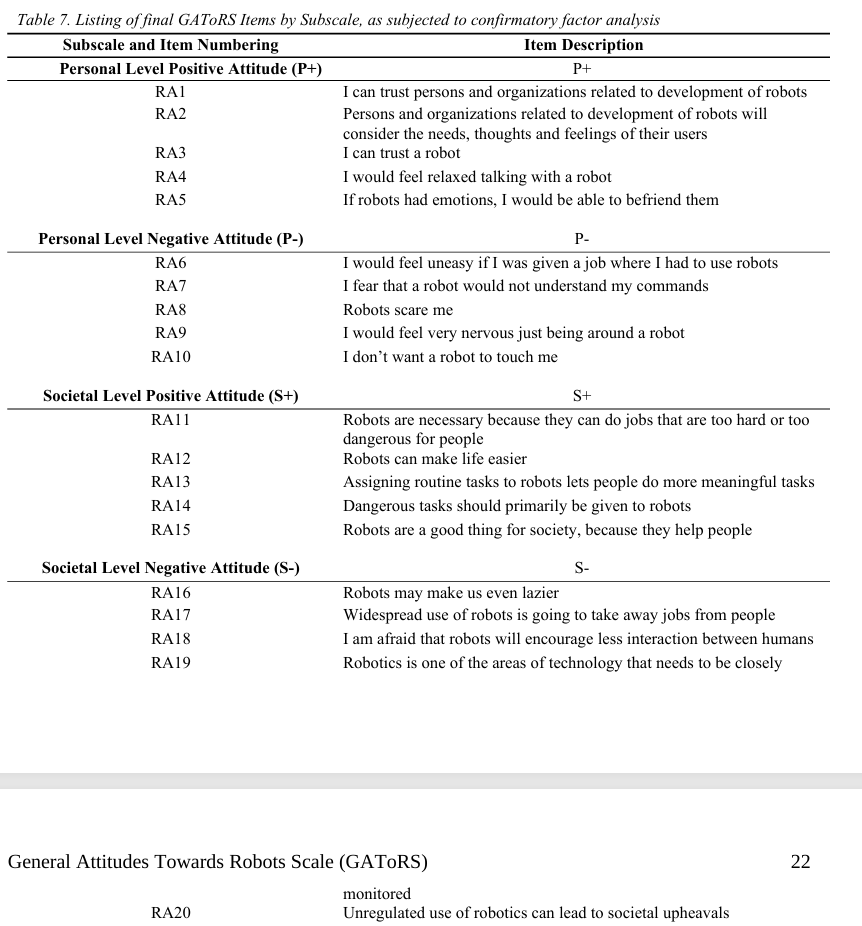 Table 7. Listing of final GAToRS Items by Subscale, as subjected to confirmatory factor analysis
Subscale and Item Numbering Item Description
Personal Level Positive Attitude (P+) P+
RA1 I can trust persons and organizations related to development of robots
RA2 Persons and organizations related to development of robots will
consider the needs, thoughts and feelings of their users
RA3 I can trust a robot
RA4 I would feel relaxed talking with a robot
RA5 If robots had emotions, I would be able to befriend them
Personal Level Negative Attitude (P-) P-
RA6 I would feel uneasy if I was given a job where I had to use robots
RA7 I fear that a robot would not understand my commands
RA8 Robots scare me
RA9 I would feel very nervous just being around a robot
RA10 I don’t want a robot to touch me
Societal Level Positive Attitude (S+) S+
RA11 Robots are necessary because they can do jobs that are too hard or too
dangerous for people
RA12 Robots can make life easier
RA13 Assigning routine tasks to robots lets people do more meaningful tasks
RA14 Dangerous tasks should primarily be given to robots
RA15 Robots are a good thing for society, because they help people
Societal Level Negative Attitude (S-) S-
RA16 Robots may make us even lazier
RA17 Widespread use of robots is going to take away jobs from people
RA18 I am afraid that robots will encourage less interaction between humans
RA19 Robotics is one of the areas of technology that needs to be closely
General Attitudes Towards Robots Scale (GAToRS) 22
monitored
RA20 Unregulated use of robotics can lead to societal upheavals